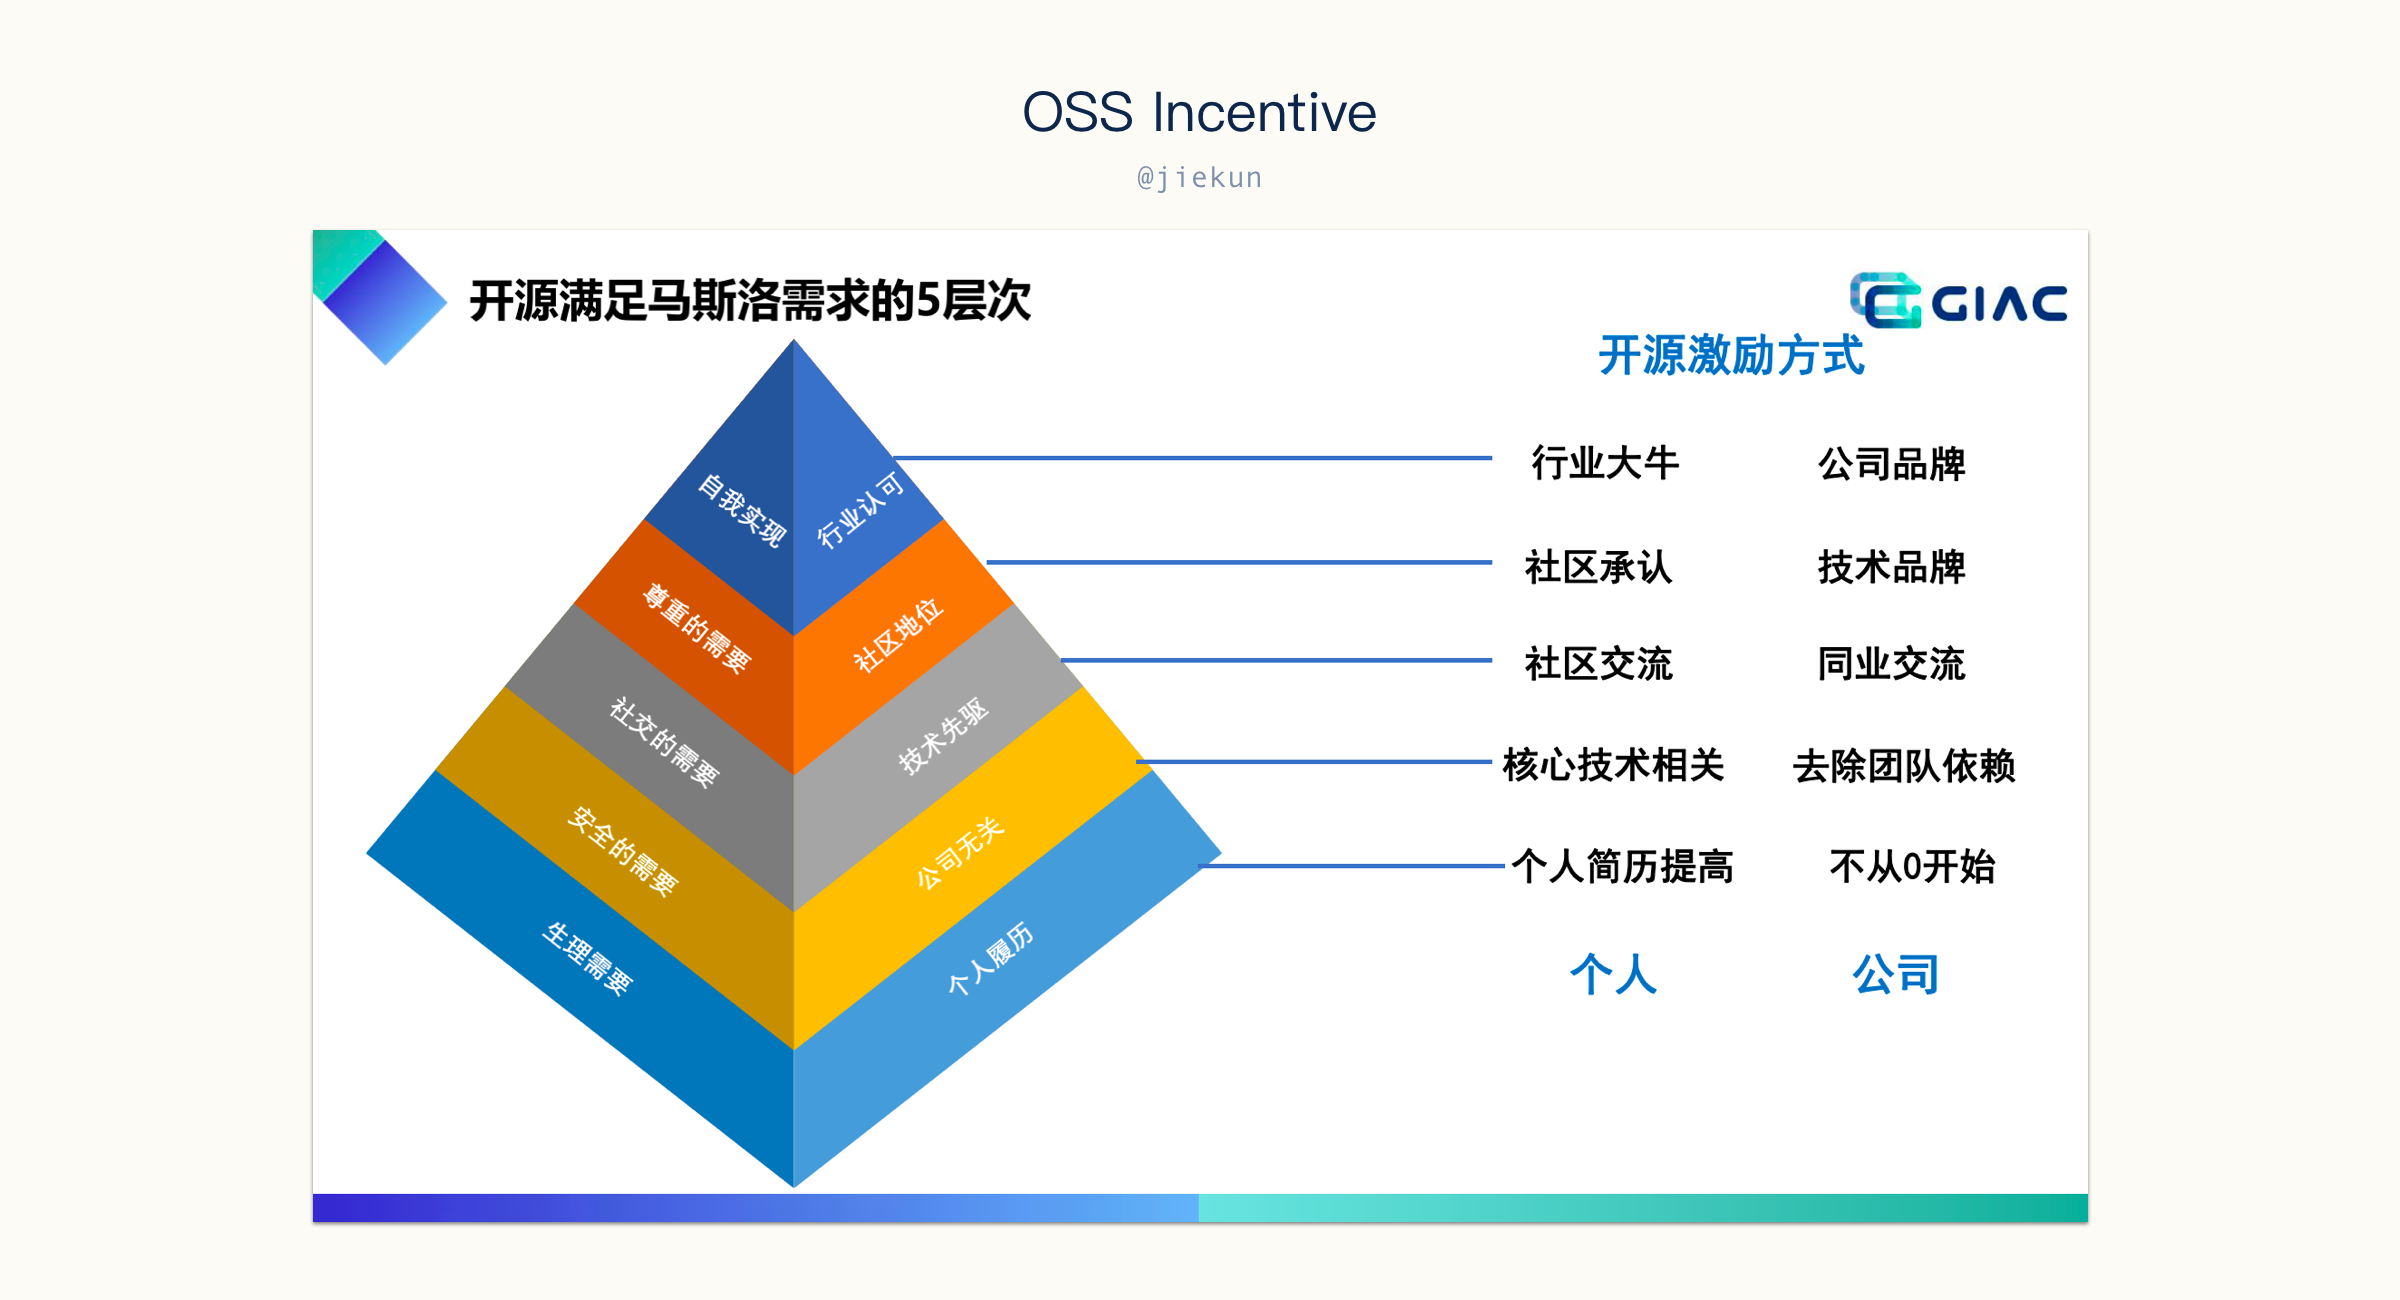 OSS Incentive
@jiekun
开源满足马斯洛需求的5层次
GIAC
开源激励方式
自我实现
行业认可
行业大牛
公司品牌
尊重的需要
社区地位
社区承认
技术品牌
社交的需要
技术先驱
社区交流
同业交流
安全的需要
公司无关
核心技术相关
去除团队依赖
生理需要
个人履历
个人简历提高
不从0开始
个人
公司